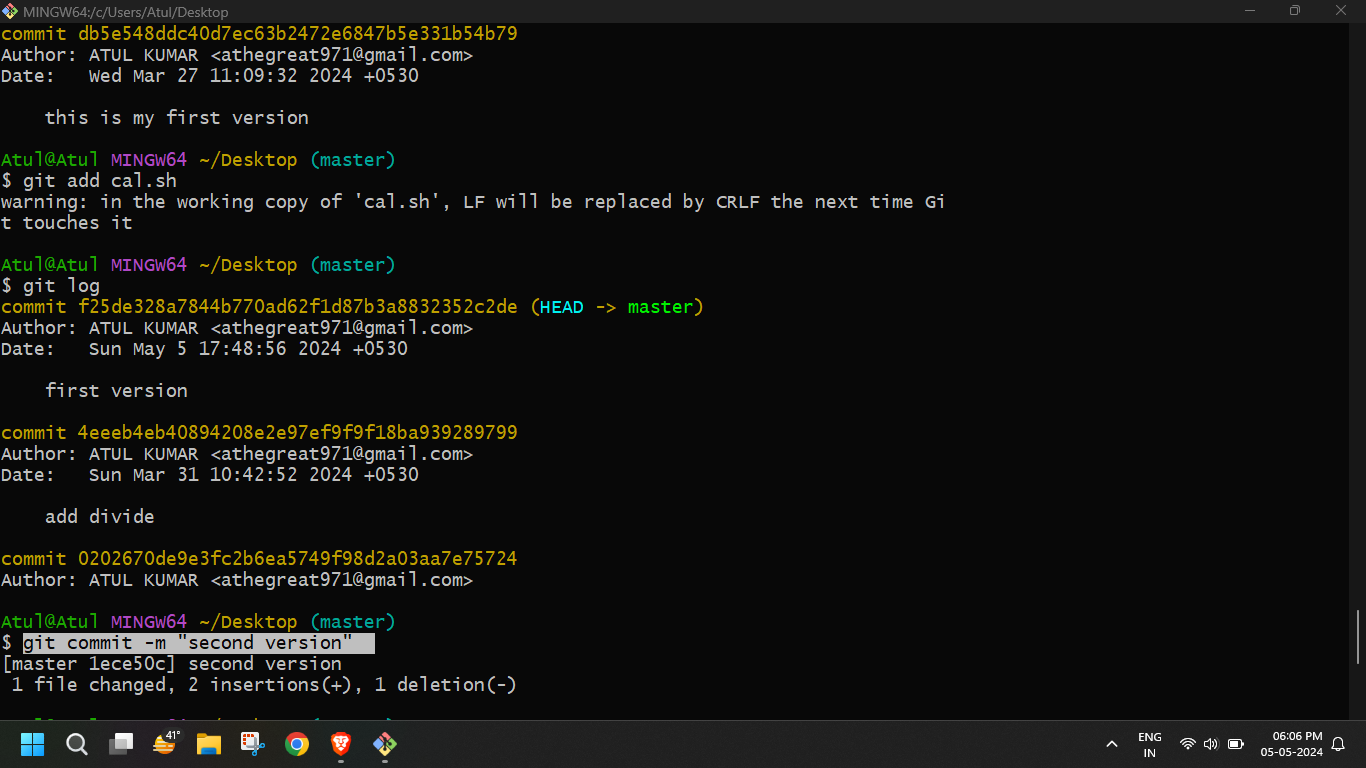 MINGW64:/c/Users/Atul/Desktop
commit db5e548ddc40d7ec63b2472e6847b5e331b54b79
Author: ATUL KUMAR <athegreat971@gmail.com>
Date:   Wed Mar 27 11:09:32 2024 +0530
this is my first version
Atul@Atul MINGW64 ~/Desktop (master)
$ git add cal.sh
warning: in the working copy of 'cal.sh', LF will be replaced by CRLF the next time Gi
t touches it
Atul@Atul MINGW64 ~/Desktop (master)
$ git log
commit f25de328a7844b770ad62f1d87b3a8832352c2de (HEAD -> master)
Author: ATUL KUMAR <athegreat971@gmail.com>
Date:   Sun May 5 17:48:56 2024 +0530
first version
commit 4eeeb4eb40894208e2e97ef9f9f18ba939289799
Author: ATUL KUMAR <athegreat971@gmail.com>
Date:   Sun Mar 31 10:42:52 2024 +0530
add divide
commit 0202670de9e3fc2b6ea5749f98d2a03aa7e75724
Author: ATUL KUMAR <athegreat971@gmail.com>
Atul@Atul MINGW64 ~/Desktop (master)
$ git commit -m "second version"
[master 1ece50c] second version
1 file changed, 2 insertions(+), 1 deletion(-)
41°
ENG
IN
06:06 PM
05-05-2024